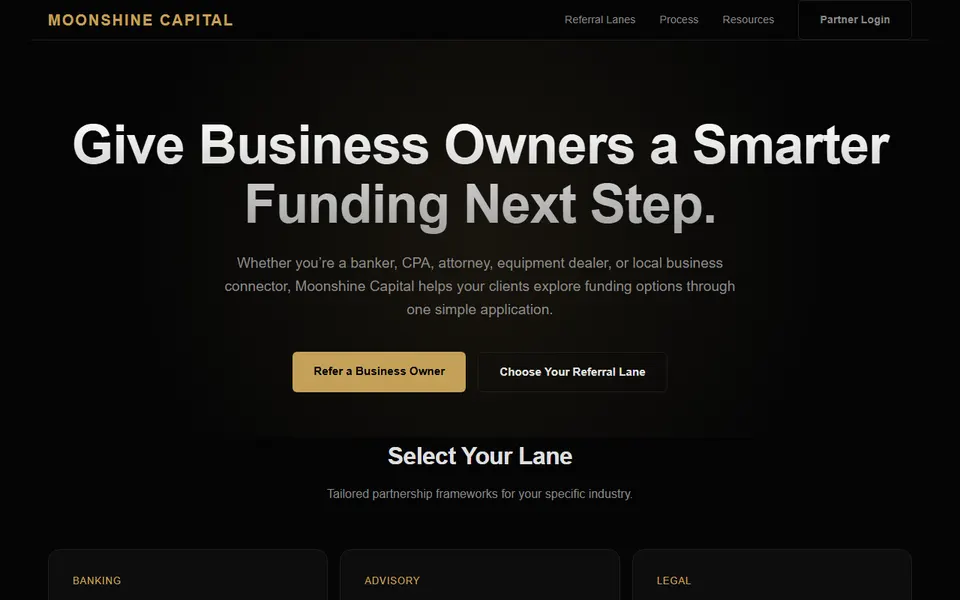 MOONSHINE CAPITAL
Referral Lanes
Process
Resources
Partner Login
Give Business Owners a Smarter
Funding Next Step.
Whether you’re a banker, CPA, attorney, equipment dealer, or local business
connector, Moonshine Capital helps your clients explore funding options through
one simple application.
Refer a Business Owner
Choose Your Referral Lane
Select Your Lane
Tailored partnership frameworks for your specific industry.
BANKING
ADVISORY
LEGAL